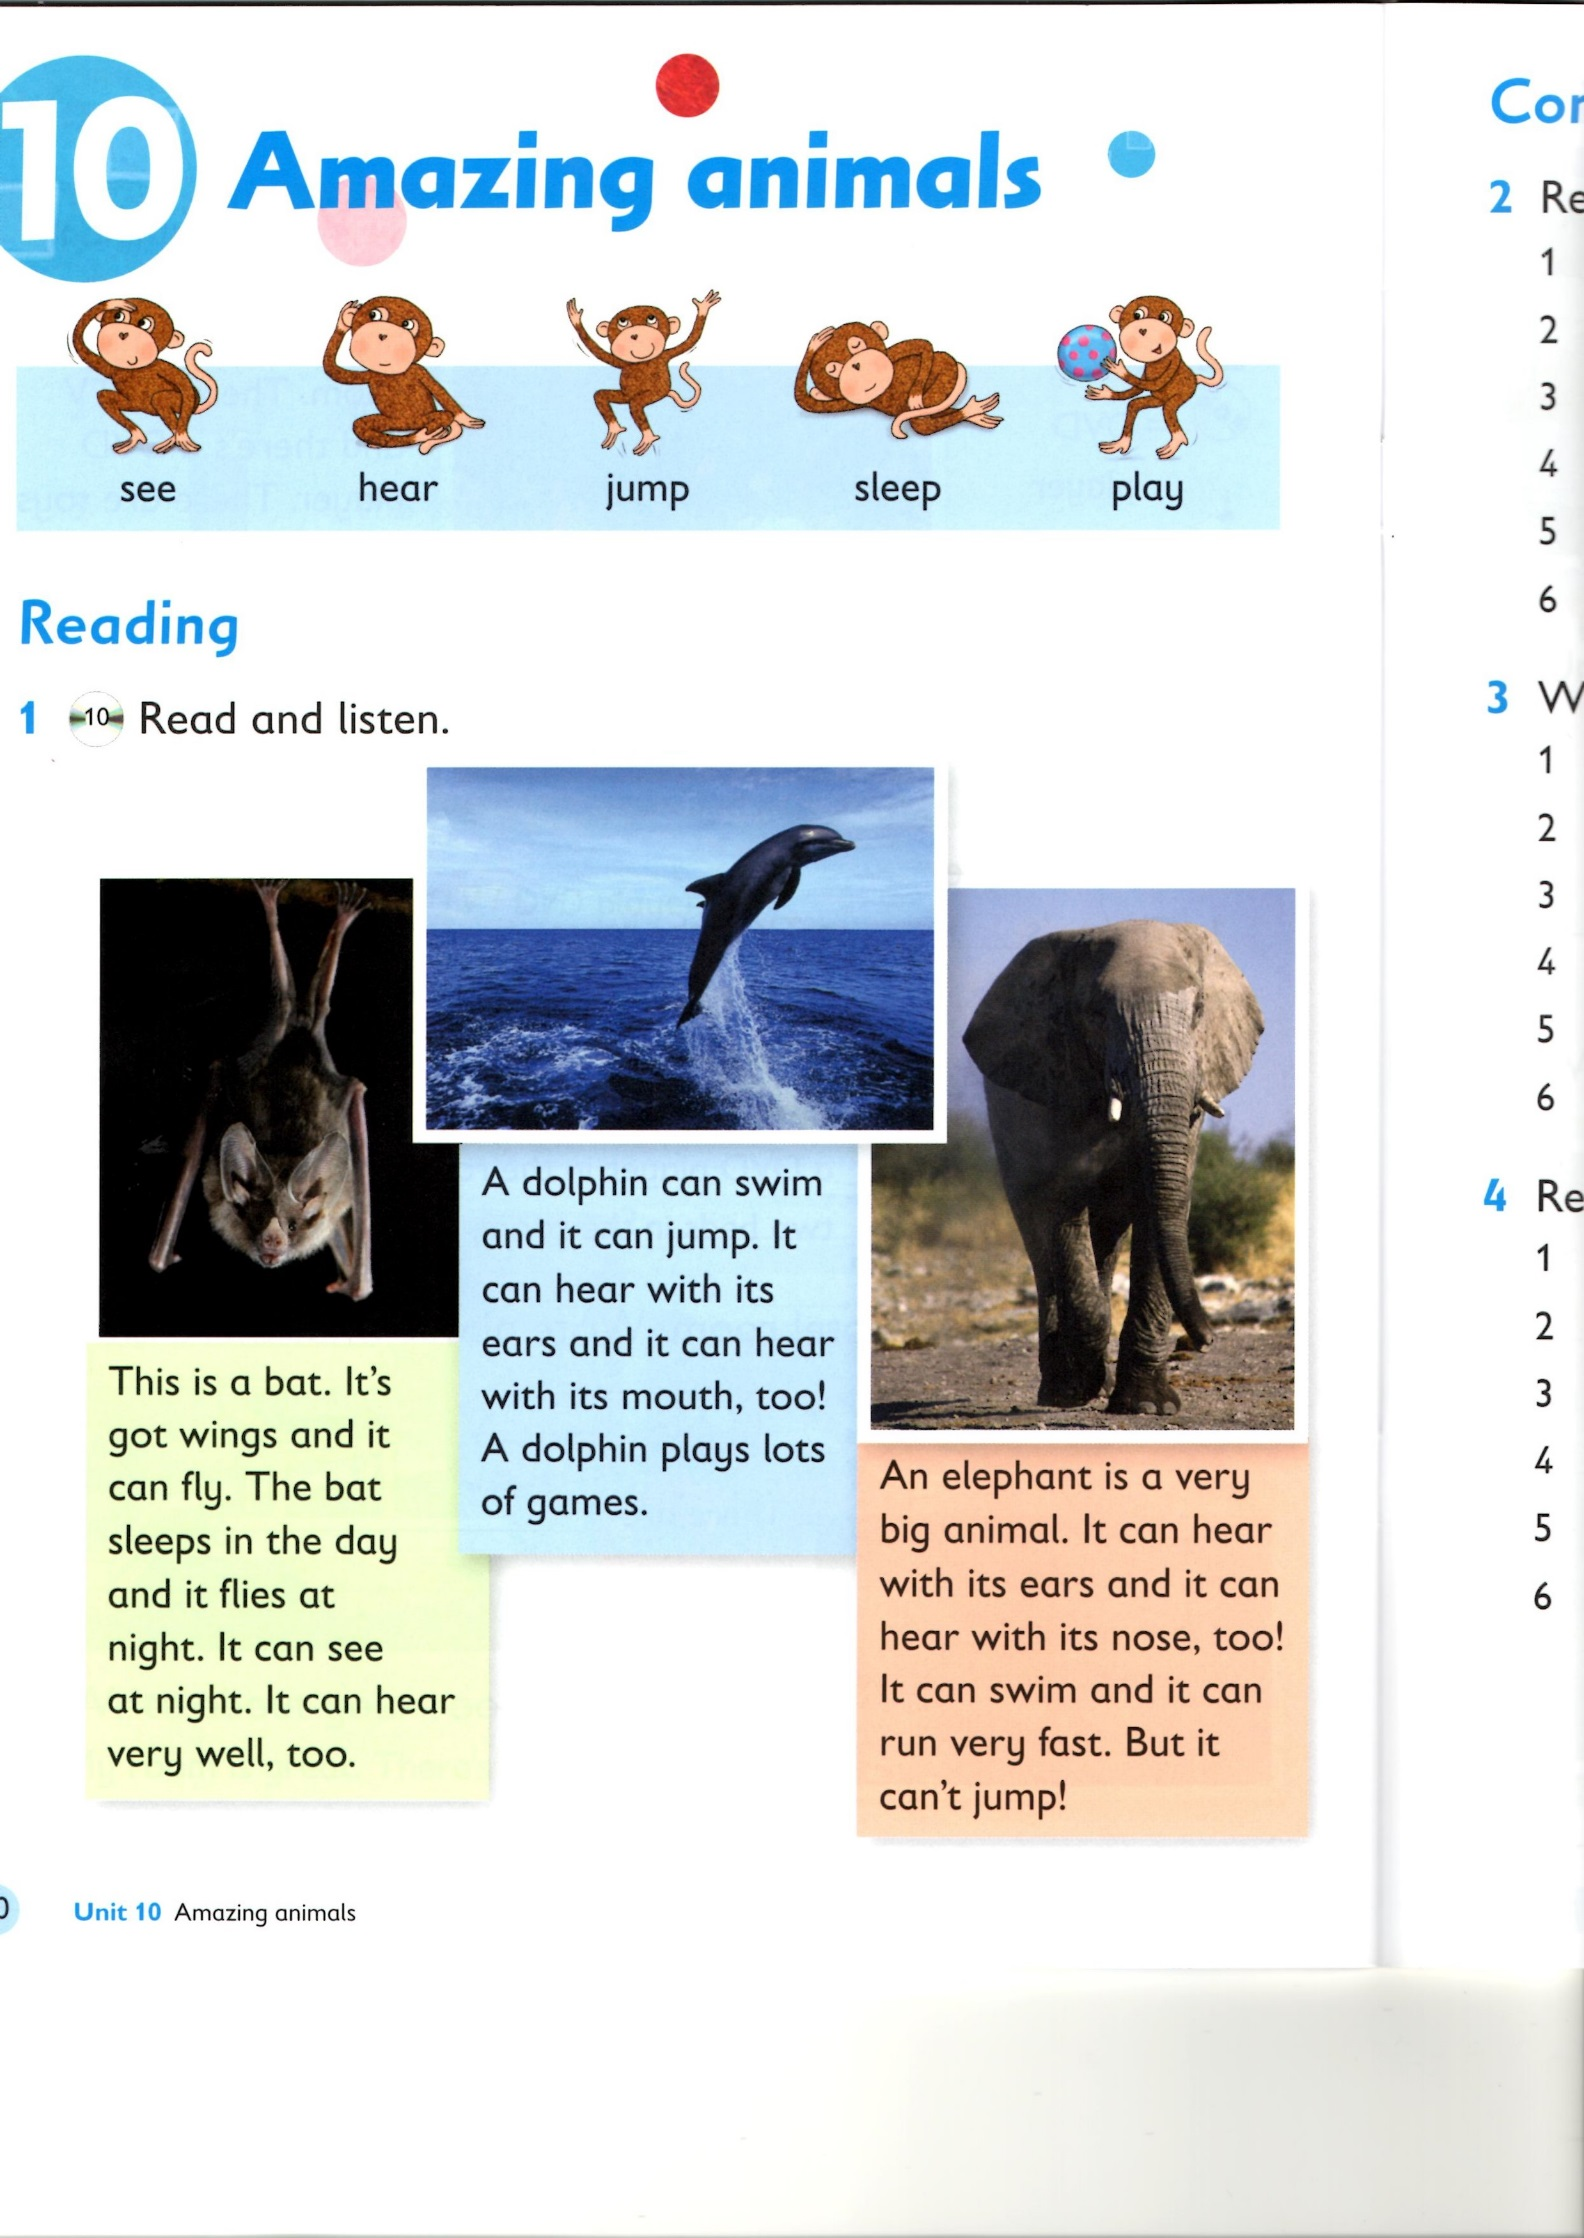 10
Amazing animals
see
hear
jump
sleep
play
Reading
1 10 Read and listen.
This is a bat. It's
got wings and it
can fly. The bat
sleeps in the day
and it flies at
night. It can see
at night. It can hear
very well, too.
A dolphin can swim
and it can jump. It
can hear with its
ears and it can hear
with its mouth, too!
A dolphin plays lots
of games.
An elephant is a very
big animal. It can hear
with its ears and it can
hear with its nose, too!
It can swim and it can
run very fast. But it
can't jump!
Unit 10 Amazing animals
2
1
2
3
4
5
6
3
1
2
3
4
5
6
4
1
2
3
4
5
6